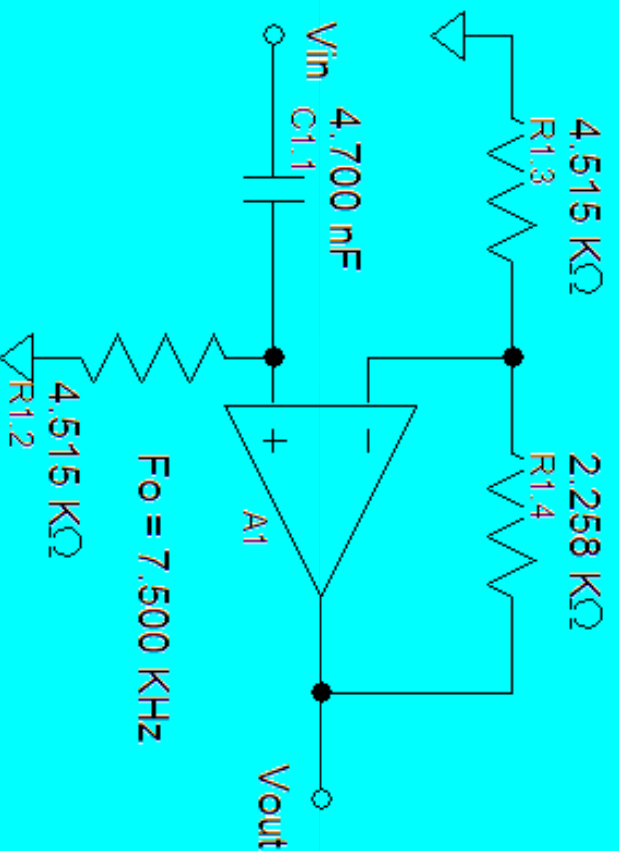 4.515 KΩ
R1.3
2.258 KΩ
R1.4
Vin
4.700 nF
C1.1
−
+
A1
Vout
Fo = 7.500 KHz
4.515 KΩ
R1.2